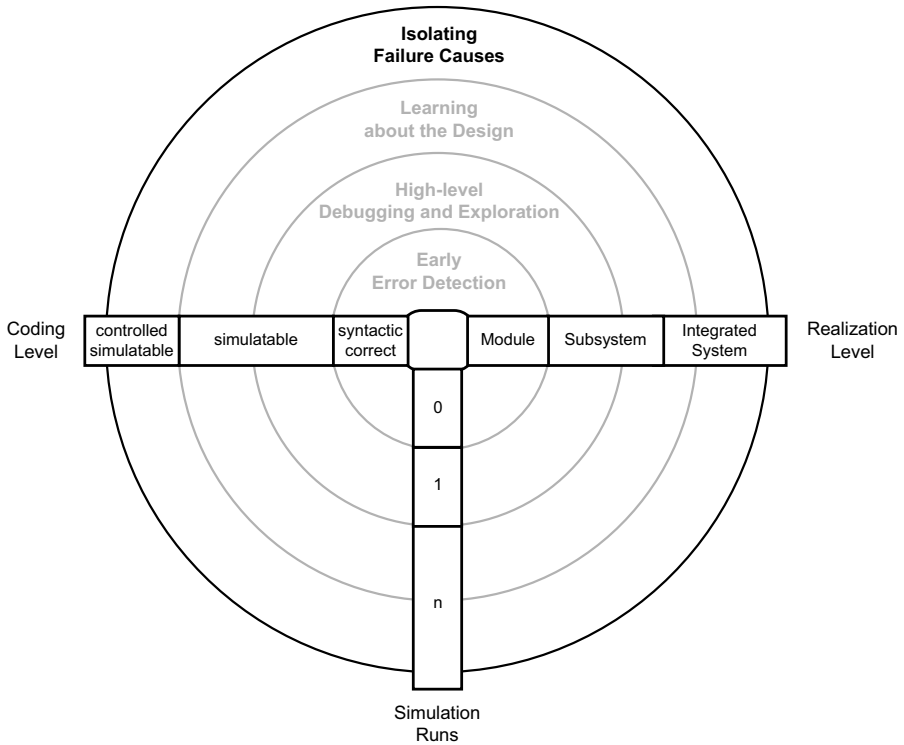 Isolating
Failure Causes
Learning
about the Design
High-level
Debugging and Exploration
Early
Error Detection
Coding
Level
controlled
simulatable
simulatable
syntactic
correct
Module
Subsystem
Integrated
System
Realization
Level
0
1
n
Simulation
Runs